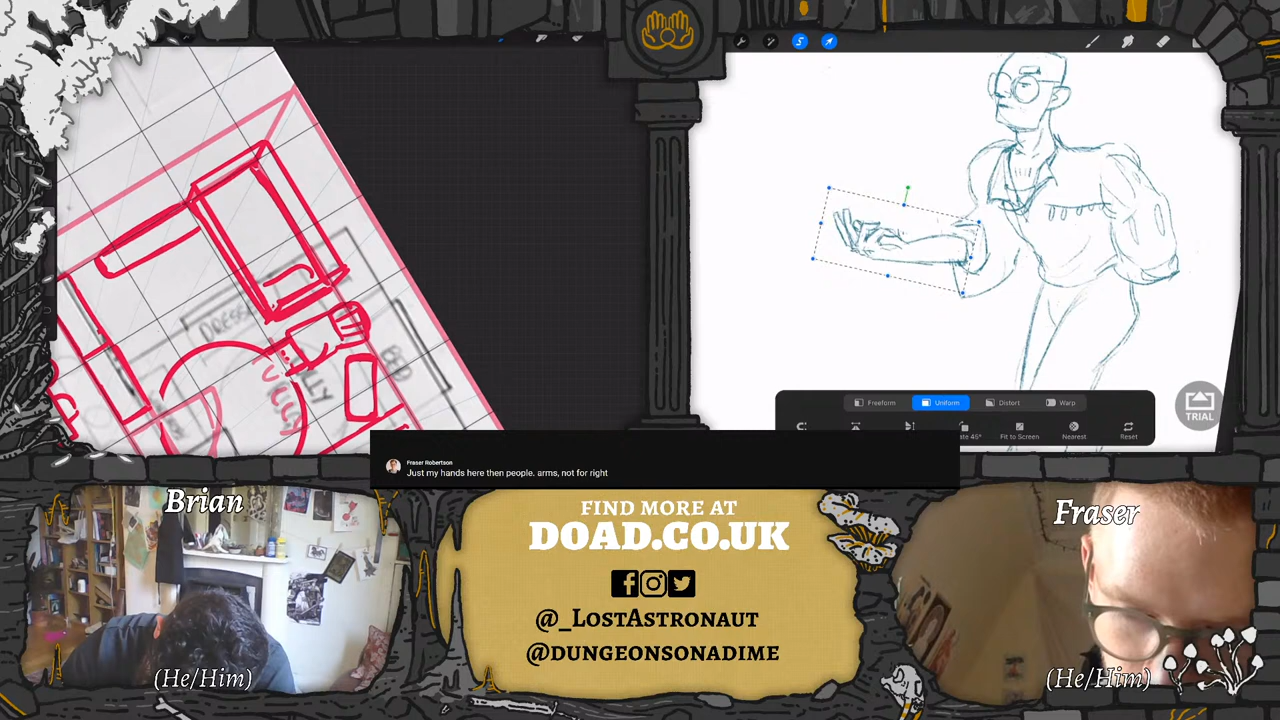 Freeform
Uniform
Distort
Warp
Fit to Screen
Nearest
Reset
TRIAL
BED
Fraser Robertson
Just my hands here then people. arms, not for right
Brian
(He/Him)
FIND MORE AT
DOAD.CO.UK
@_LostAstronaut
@dungeonsonadime
Fraser
(He/Him)